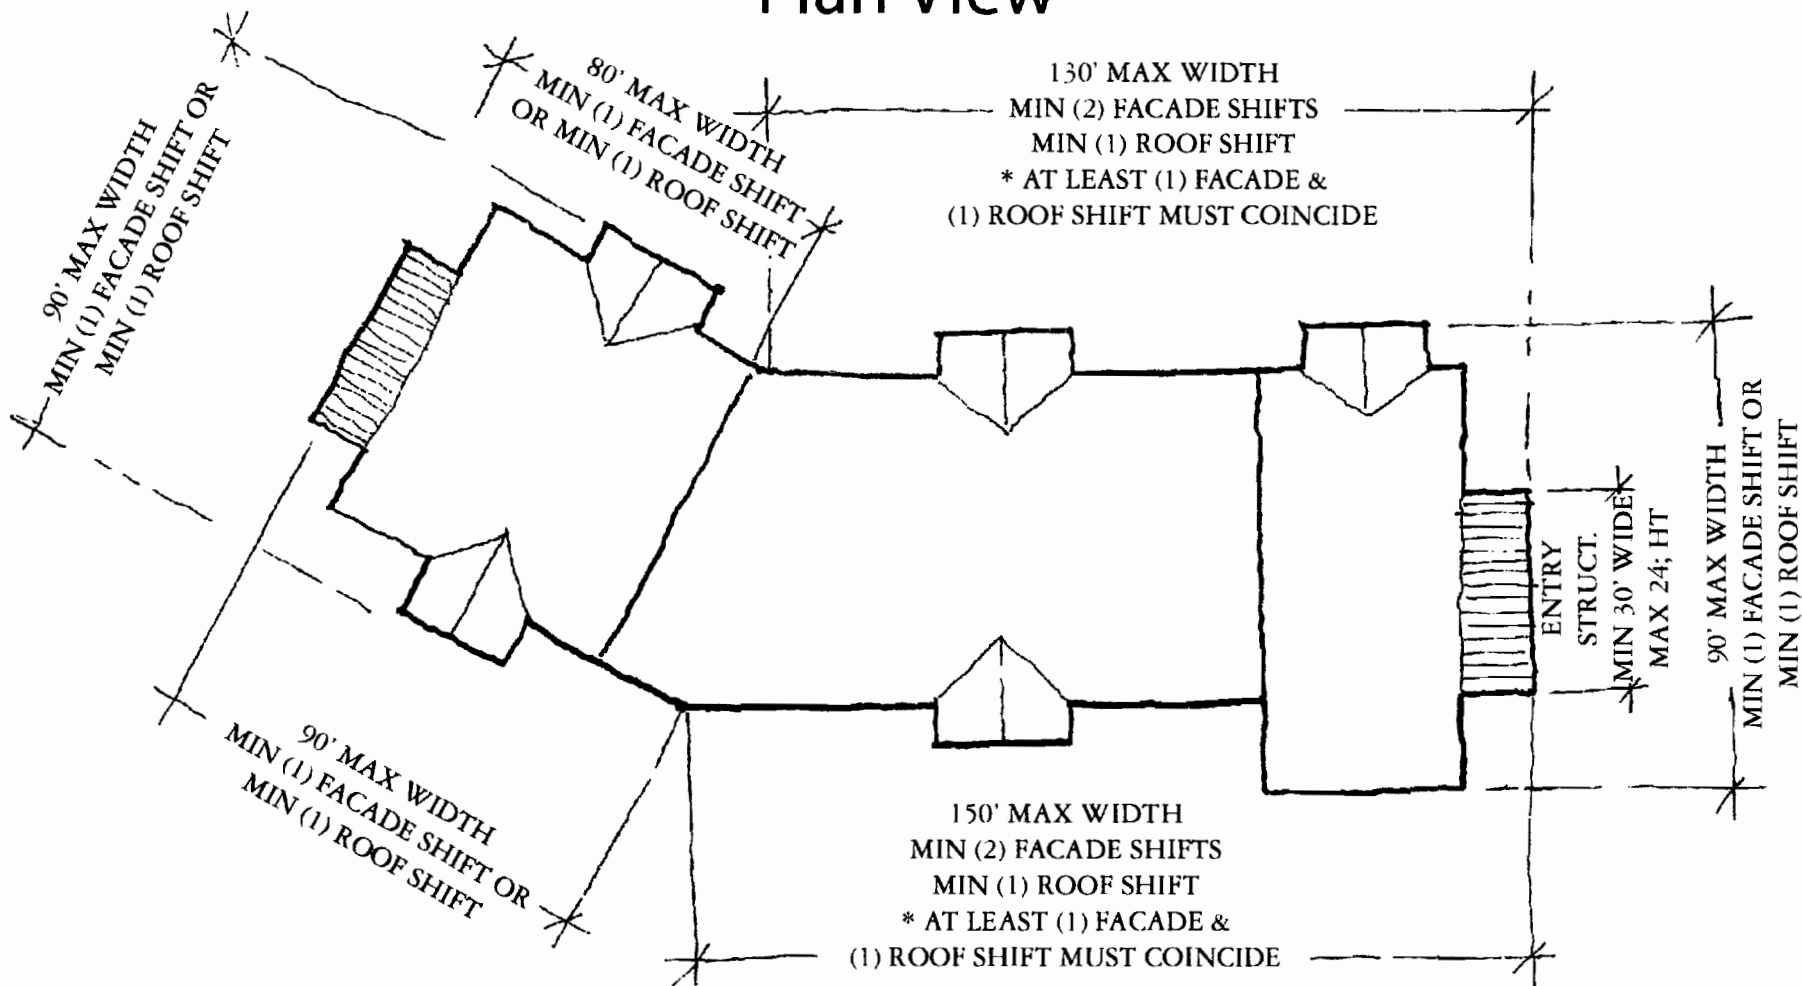 Plan View
80' MAX WIDTH
MIN (1) FACADE SHIFT
OR MIN (1) ROOF SHIFT
130' MAX WIDTH
MIN (2) FACADE SHIFTS
MIN (1) ROOF SHIFT
* AT LEAST (1) FACADE &
(1) ROOF SHIFT MUST COINCIDE
90' MAX WIDTH
MIN (1) FACADE SHIFT OR
MIN (1) ROOF SHIFT
ENTRY
STRUCT.
MIN 30' WIDE
MAX 24; HT
90' MAX WIDTH
MIN (1) FACADE SHIFT OR
MIN (1) ROOF SHIFT
90' MAX WIDTH
MIN (1) FACADE SHIFT OR
MIN (1) ROOF SHIFT
150' MAX WIDTH
MIN (2) FACADE SHIFTS
MIN (1) ROOF SHIFT
* AT LEAST (1) FACADE &
(1) ROOF SHIFT MUST COINCIDE